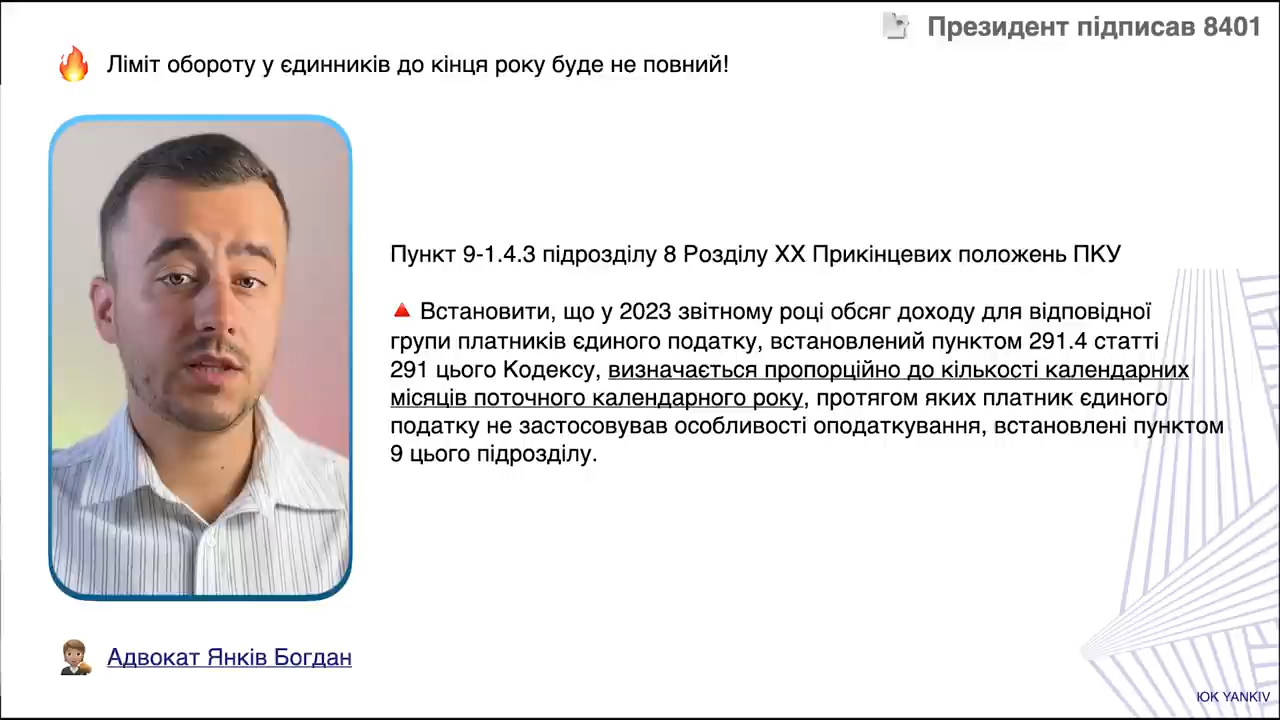 Президент підписав 8401
Ліміт обороту у єдинників до кінця року буде не повний!
Пункт 9-1.4.3 підрозділу 8 Розділу ХХ Прикінцевих положень ПКУ
Встановити, що у 2023 звітному році обсяг доходу для відповідної
групи платників єдиного податку, встановлений пунктом 291.4 статті
291 цього Кодексу, визначається пропорційно до кількості календарних
місяців поточного календарного року, протягом яких платник єдиного
податку не застосовував особливості оподаткування, встановлені пунктом
9 цього підрозділу.
Адвокат Янків Богдан
ЮК YANKIV